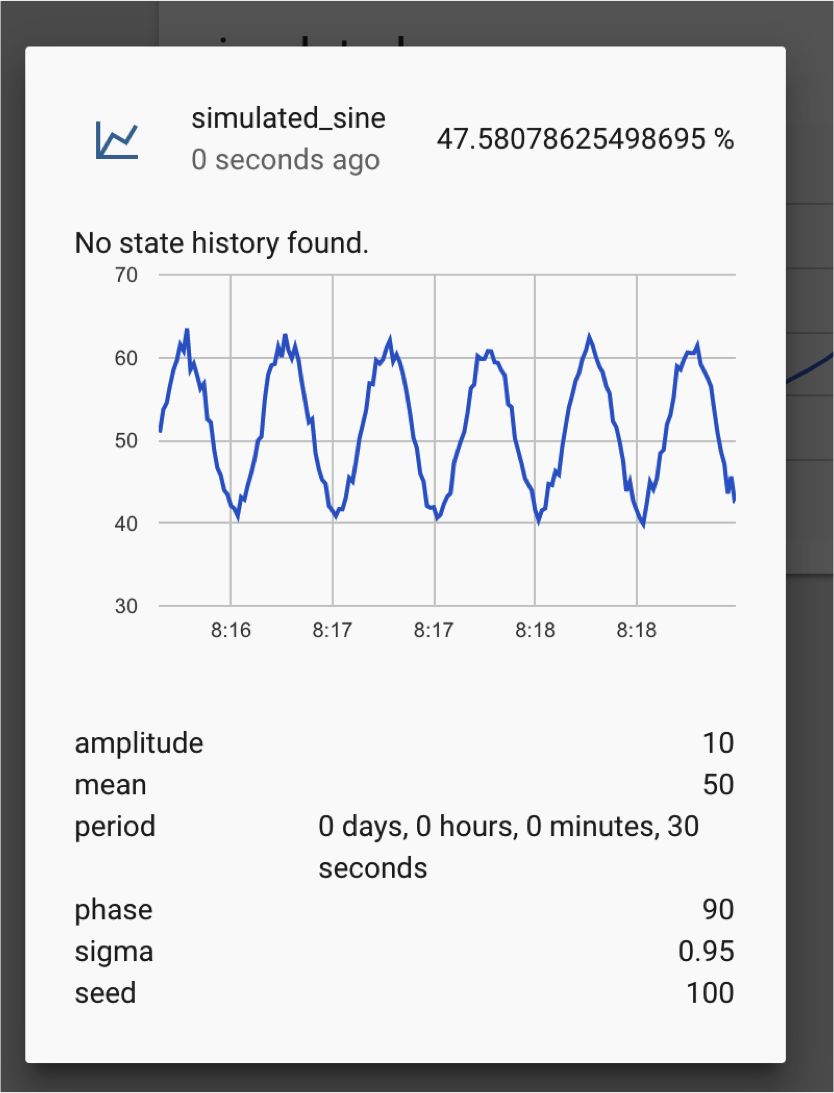 simulated_sine
0 seconds ago
47.58078625498695 %
No state history found.
70
60
50
40
30
8:16 8:17 8:17 8:18 8:18
amplitude 10
mean 50
period 0 days, 0 hours, 0 minutes, 30
seconds
phase 90
sigma 0.95
seed 100